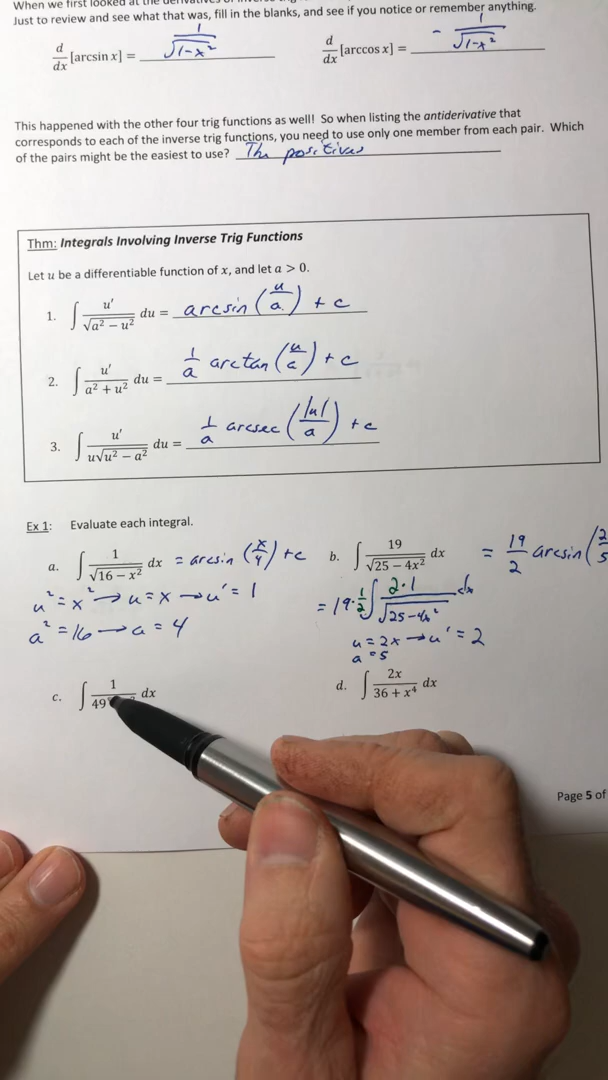 When we first looked at the
Just to review and see what that was, fill in the blanks, and see if you notice or remember anything.
d/dx [arcsin x] = 1/√(1-x²) d/dx [arccos x] = - 1/√(1-x²)
This happened with the other four trig functions as well! So when listing the antiderivative that
corresponds to each of the inverse trig functions, you need to use only one member from each pair. Which
of the pairs might be the easiest to use? The positives
Thm: Integrals Involving Inverse Trig Functions
Let u be a differentiable function of x, and let a > 0.
1. ∫ u'/√(a² − u²) du = arcsin (u/a) + c
2. ∫ u'/(a² + u²) du = 1/a arctan (u/a) + c
3. ∫ u'/(u√(u² − a²)) du = 1/a arcsec (|u|/a) + c
Ex 1: Evaluate each integral.
a. ∫ 1/√(16 − x²) dx = arcsin (x/4) + c
u² = x² → u = x → u' = 1
a² = 16 → a = 4
b. ∫ 19/√(25 − 4x²) dx = 19/2 arcsin (2/5
= 19·1/2 ∫ 2·1/√(25-4x²) dx
u = 2x → u' = 2
a = 5
c. ∫ 1/49 dx
d. ∫ 2x/(36 + x⁴) dx
Page 5 of